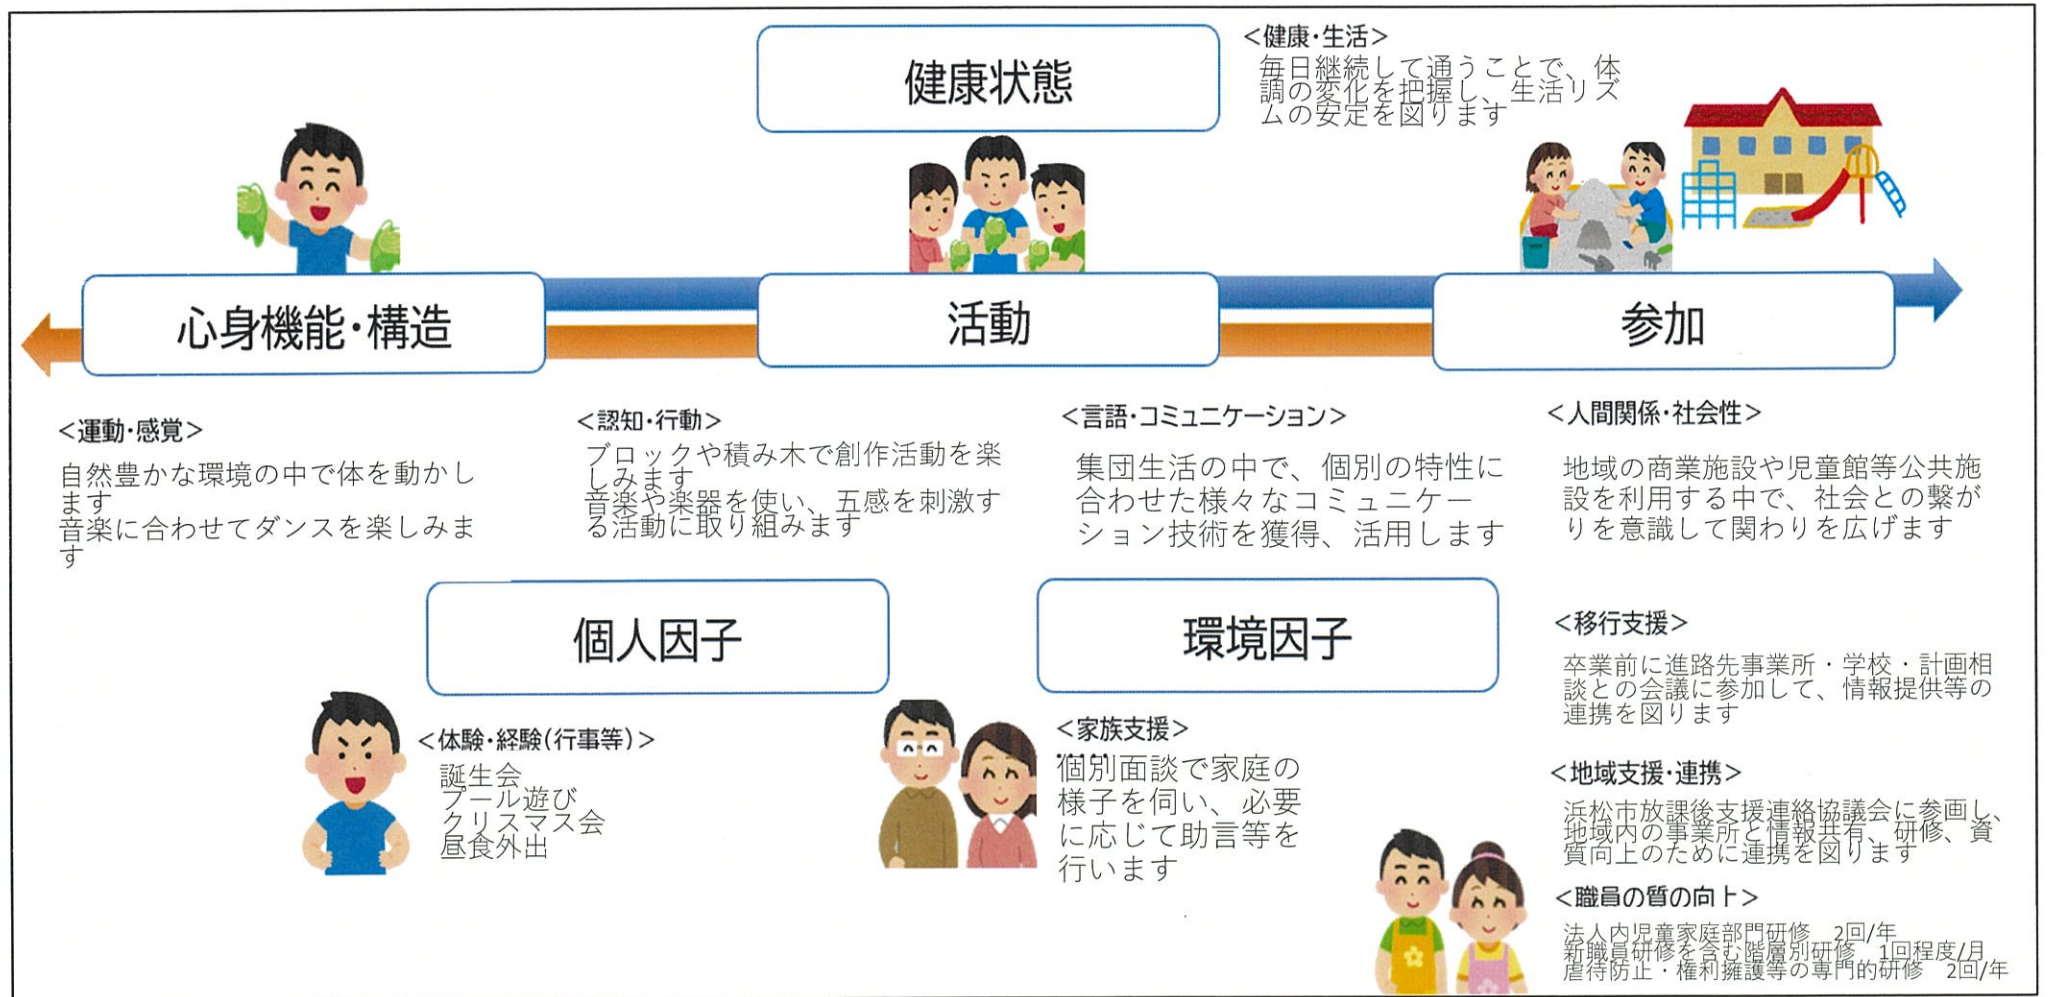 健康状態
<健康・生活>
毎日継続して通うことで、体
調の変化を把握し、生活リズ
ムの安定を図ります
心身機能・構造
活動
参加
<運動・感覚>
自然豊かな環境の中で体を動かし
ます
音楽に合わせてダンスを楽しみま
す
<認知・行動>
ブロックや積み木で創作活動を楽
しみます
音楽や楽器を使い、五感を刺激す
る活動に取り組みます
<言語・コミュニケーション>
集団生活の中で、個別の特性に
合わせた様々なコミュニケー
ション技術を獲得、活用します
<人間関係・社会性>
地域の商業施設や児童館等公共施
設を利用する中で、社会との繋が
りを意識して関わりを広げます
個人因子
環境因子
<体験・経験(行事等)>
誕生会
プール遊び
クリスマス会
昼食外出
<家族支援>
個別面談で家庭の
様子を伺い、必要
に応じて助言等を
行います
<移行支援>
卒業前に進路先事業所・学校・計画相
談との会議に参加して、情報提供等の
連携を図ります
<地域支援・連携>
浜松市放課後支援連絡協議会に参画し、
地域内の事業所と情報共有、研修、資
質向上のために連携を図ります
<職員の質の向上>
法人内児童家庭部門研修　2回/年
新職員研修を含む階層別研修　1回程度/月
虐待防止・権利擁護等の専門的研修　2回/年